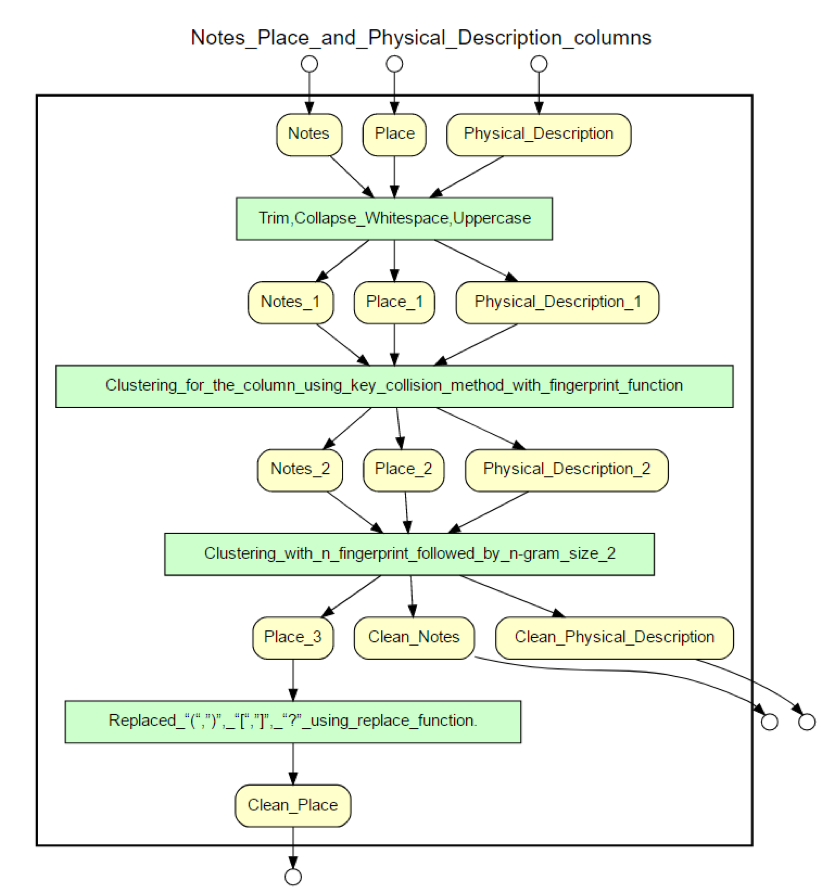 Notes_Place_and_Physical_Description_columns
Notes Place Physical_Description
Trim,Collapse_Whitespace,Uppercase
Notes_1 Place_1 Physical_Description_1
Clustering_for_the_column_using_key_collision_method_with_fingerprint_function
Notes_2 Place_2 Physical_Description_2
Clustering_with_n_fingerprint_followed_by_n-gram_size_2
Place_3 Clean_Notes Clean_Physical_Description
Replaced_“(“,”)”,_“[“,”]”,_“?”_using_replace_function.
Clean_Place